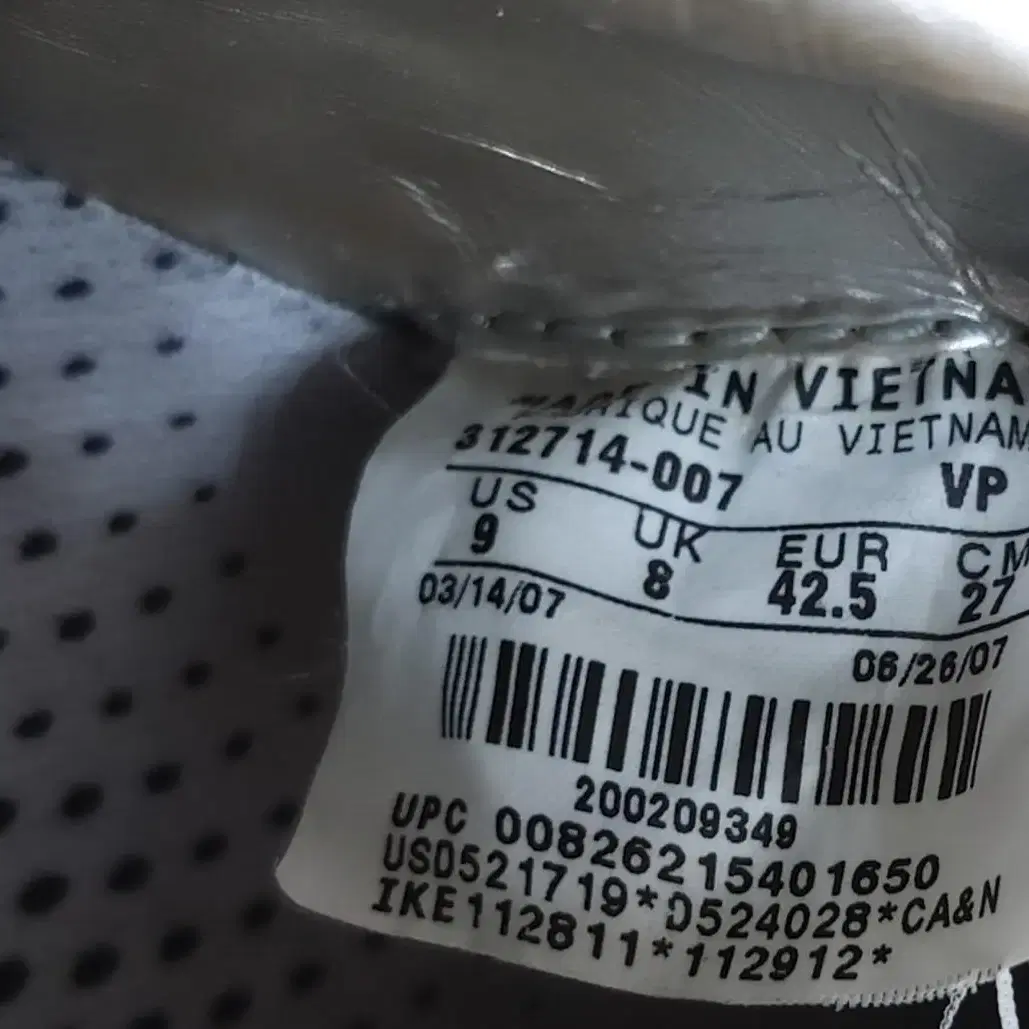 IN VIETNA
AU VIETNAM
312714-007 VP
US UK EUR CM
9 8 42.5 27
03/14/07 06/26/07
200209349
UPC 00826215401650
USD521719*D524028*CA&N
IKE112811*112912*